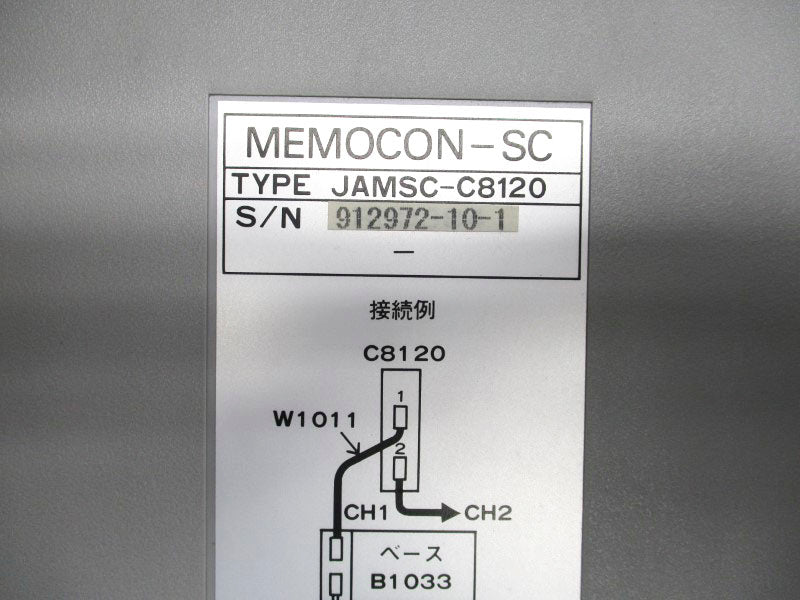 MEMOCON-SC
TYPE JAMSC-C8120
S/N 912972-10-1
—
接続例
C8120
1
W1011
2
CH1 CH2
ベース
B1033